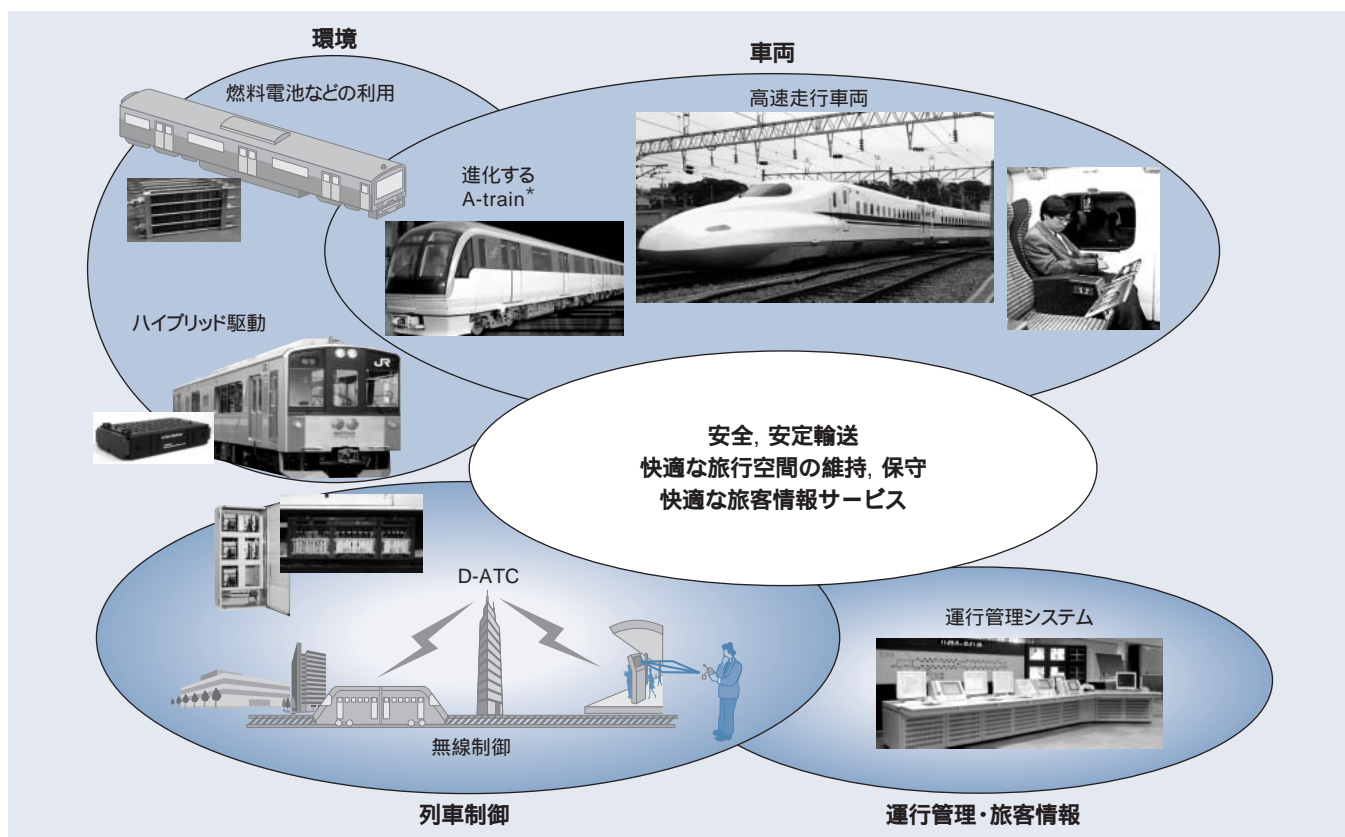 環境
車両
燃料電池などの利用
高速走行車両
進化する
A-train*
ハイブリッド駆動
JR
安全, 安定輸送
快適な旅行空間の維持, 保守
快適な旅客情報サービス
D-ATC
運行管理システム
無線制御
列車制御
運行管理・旅客情報